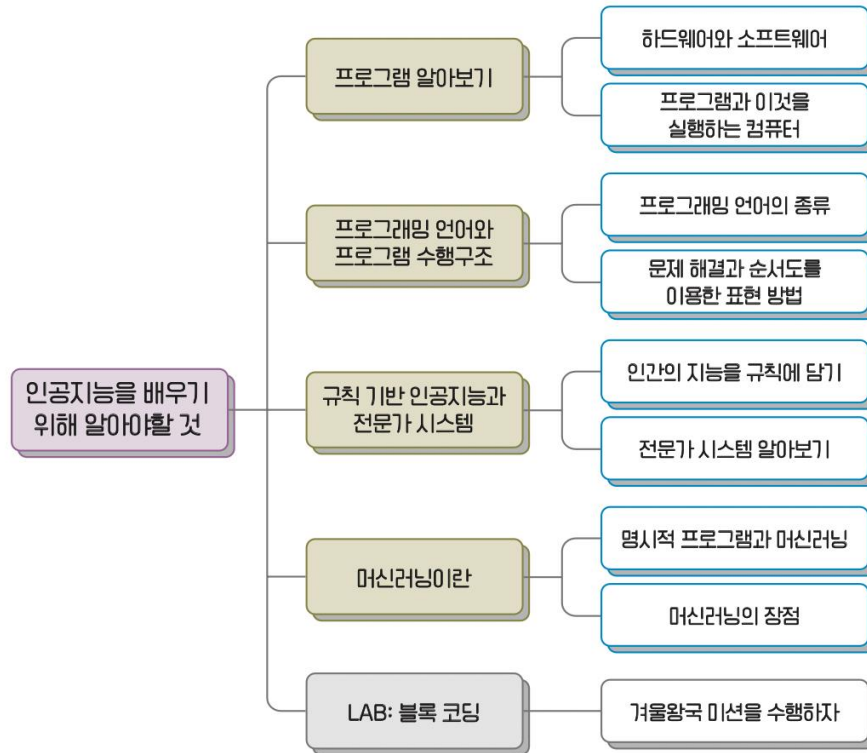 인공지능을 배우기
위해 알아야할 것
프로그램 알아보기
하드웨어와 소프트웨어
프로그램과 이것을
실행하는 컴퓨터
프로그래밍 언어와
프로그램 수행구조
프로그래밍 언어의 종류
문제 해결과 순서도를
이용한 표현 방법
규칙 기반 인공지능과
전문가 시스템
인간의 지능을 규칙에 담기
전문가 시스템 알아보기
머신러닝이란
명시적 프로그램과 머신러닝
머신러닝의 장점
LAB: 블록 코딩
겨울왕국 미션을 수행하자